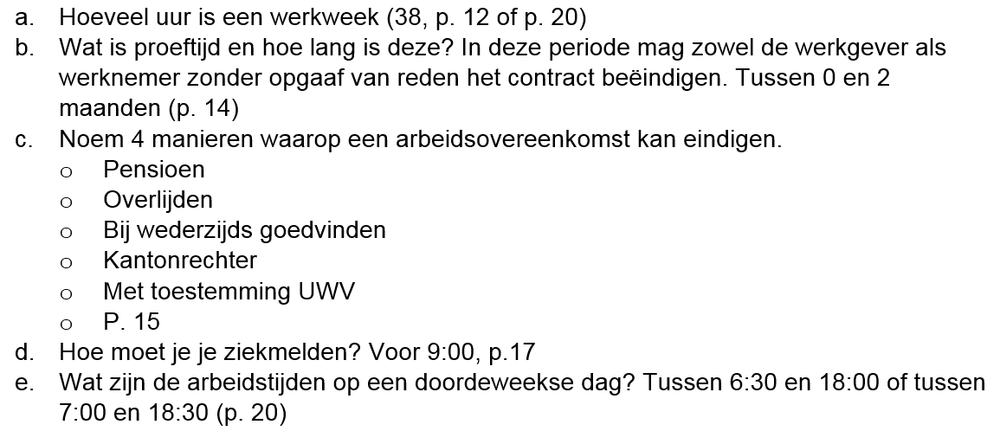 a. Hoeveel uur is een werkweek (38, p. 12 of p. 20)
b. Wat is proeftijd en hoe lang is deze? In deze periode mag zowel de werkgever als
werknemer zonder opgaaf van reden het contract beëindigen. Tussen 0 en 2
maanden (p. 14)
c. Noem 4 manieren waarop een arbeidsovereenkomst kan eindigen.
o Pensioen
o Overlijden
o Bij wederzijds goedvinden
o Kantonrechter
o Met toestemming UWV
o P. 15
d. Hoe moet je je ziekmelden? Voor 9:00, p.17
e. Wat zijn de arbeidstijden op een doordeweekse dag? Tussen 6:30 en 18:00 of tussen
7:00 en 18:30 (p. 20)